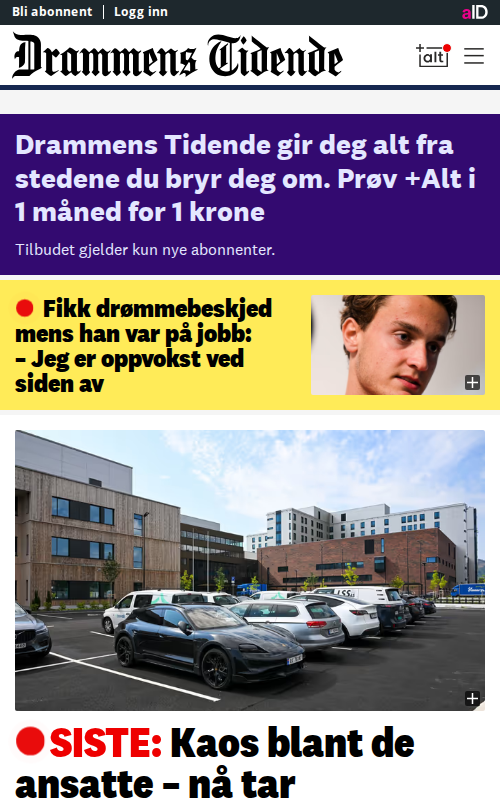 Bli abonnent | Logg inn
aID
Drammens Tidende
+alt
Drammens Tidende gir deg alt fra
stedene du bryr deg om. Prøv +Alt i
1 måned for 1 krone
Tilbudet gjelder kun nye abonnenter.
Fikk drømmebeskjed
mens han var på jobb:
– Jeg er oppvokst ved
siden av
SISTE: Kaos blant de
ansatte – nå tar